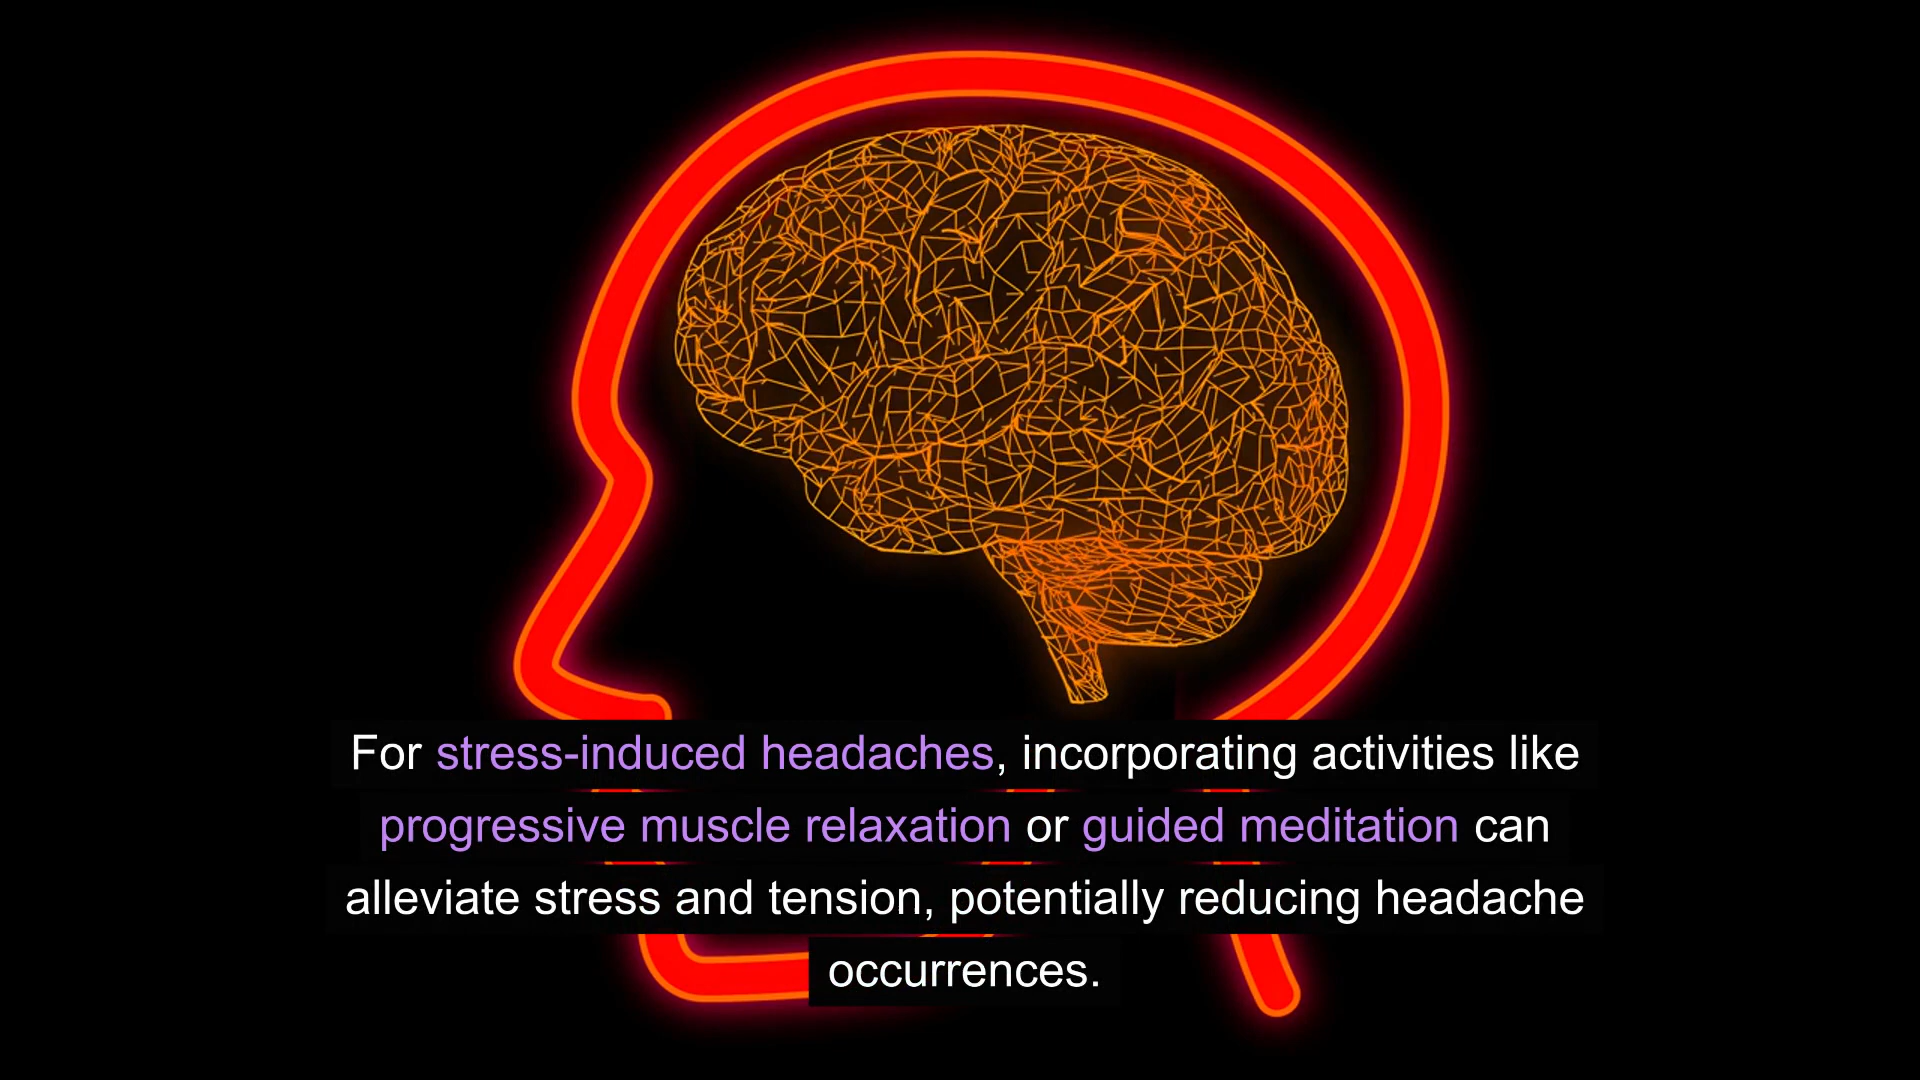 For stress-induced headaches, incorporating activities like
progressive muscle relaxation or guided meditation can
alleviate stress and tension, potentially reducing headache
occurrences.